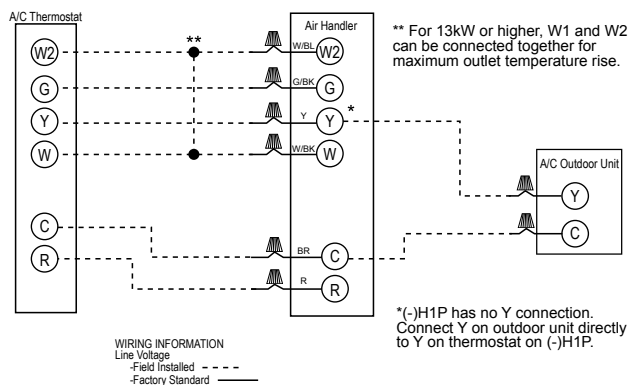 A/C Thermostat
Air Handler
** For 13kW or higher, W1 and W2
can be connected together for
maximum outlet temperature rise.
W2
**
W/BL
W2
G
G/BK
G
Y
Y
Y
*
W
W/BK
W
A/C Outdoor Unit
Y
C
C
BR
C
R
R
R
*(-)H1P has no Y connection.
Connect Y on outdoor unit directly
to Y on thermostat on (-)H1P.
WIRING INFORMATION
Line Voltage
-Field Installed
-Factory Standard